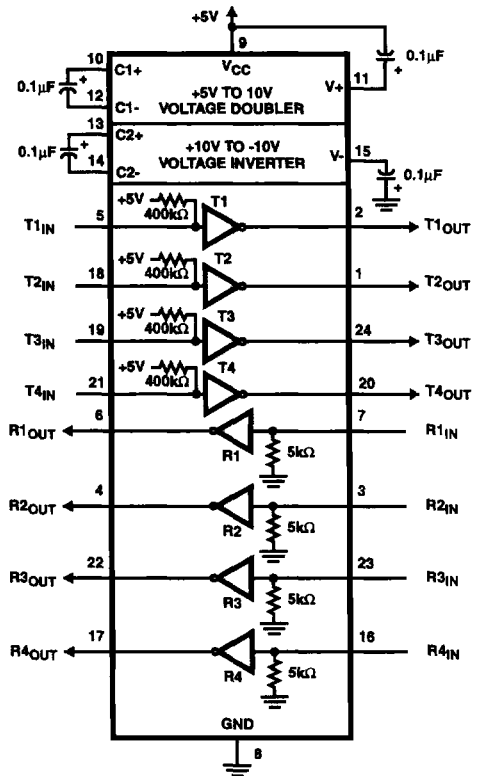 +5V
9
VCC
10
C1+
0.1μF
+
12
C1-
+5V TO 10V
VOLTAGE DOUBLER
V+
11
0.1μF
+
13
C2+
0.1μF
+
14
C2-
+10V TO -10V
VOLTAGE INVERTER
V-
15
0.1μF
+
T1IN
5
+5V
400kΩ
T1
2
T1OUT
T2IN
18
+5V
400kΩ
T2
1
T2OUT
T3IN
19
+5V
400kΩ
T3
24
T3OUT
T4IN
21
+5V
400kΩ
T4
20
T4OUT
R1OUT
6
R1
5kΩ
7
R1IN
R2OUT
4
R2
5kΩ
3
R2IN
R3OUT
22
R3
5kΩ
23
R3IN
R4OUT
17
R4
5kΩ
16
R4IN
GND
8